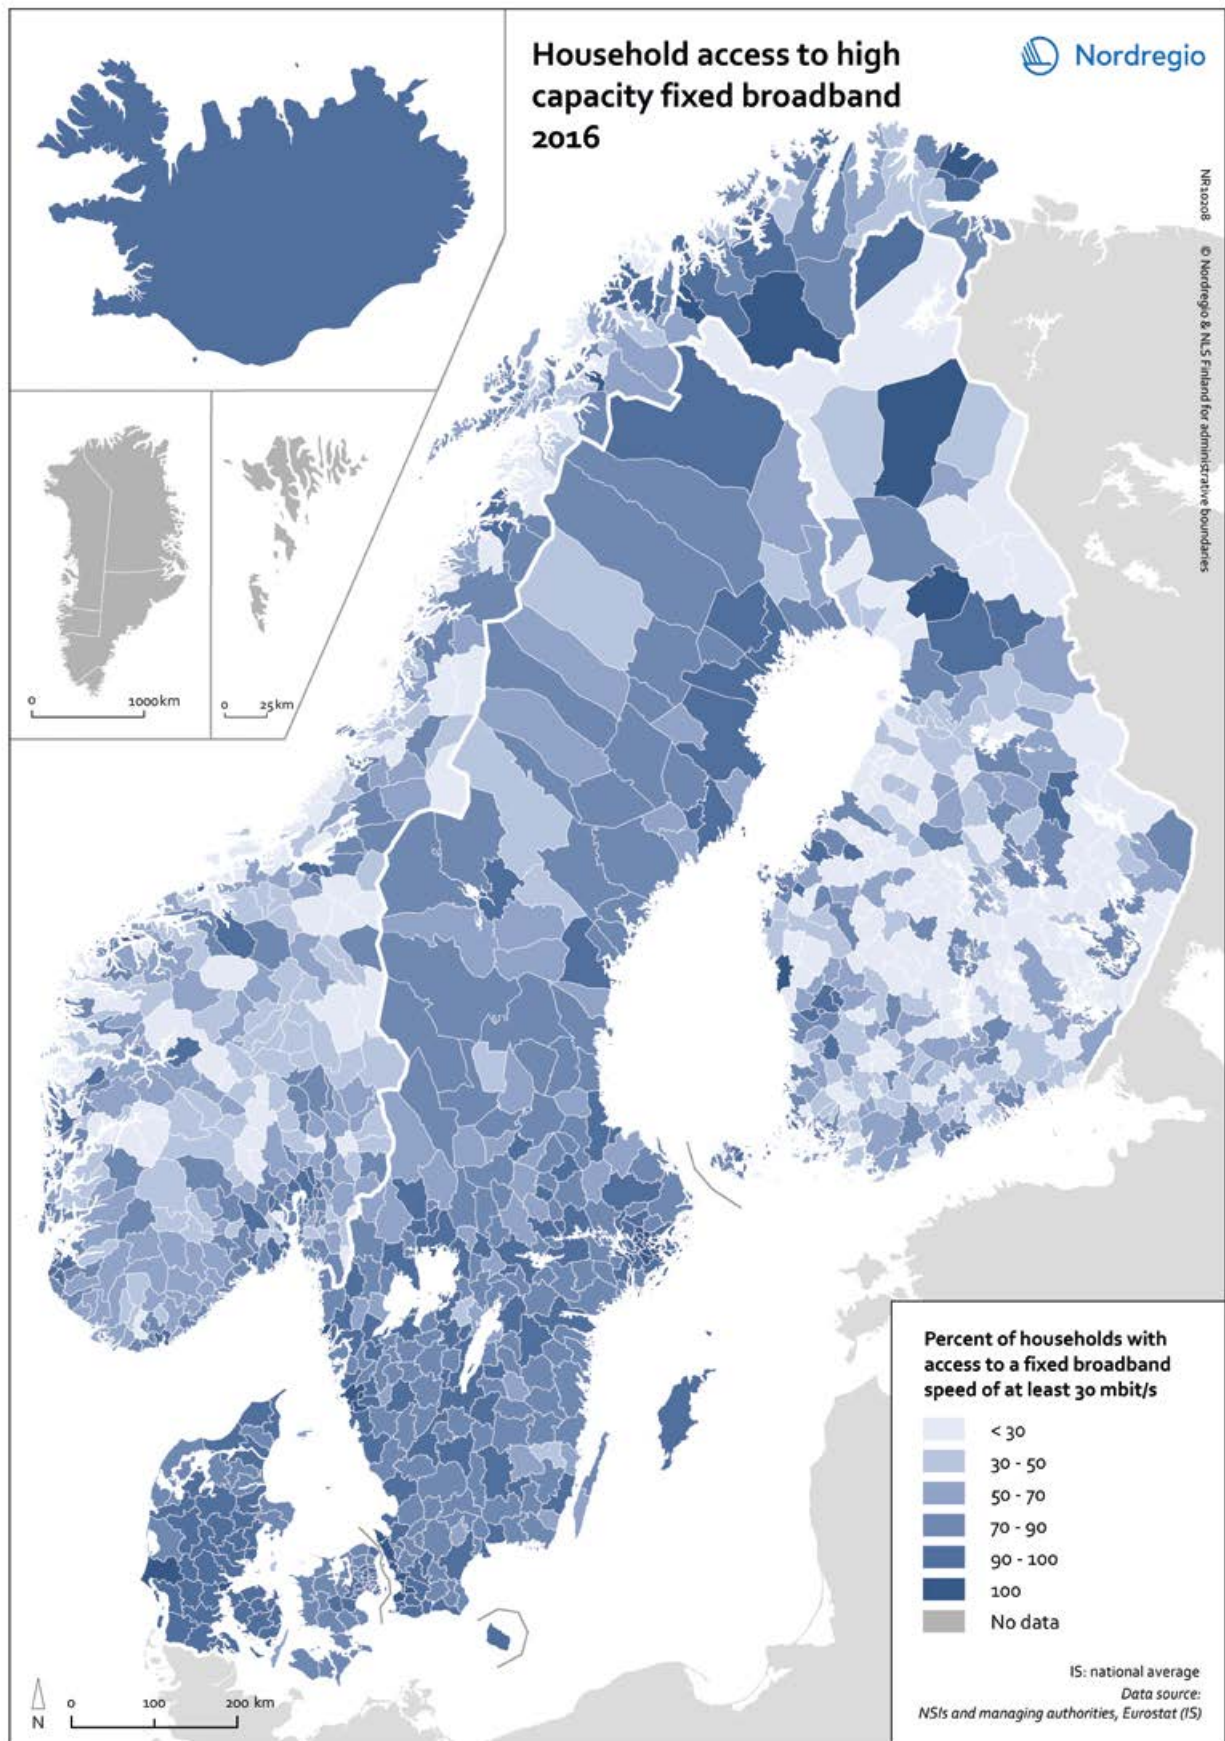 Household access to high
capacity fixed broadband
2016
Nordregio
NR10208 © Nordregio & NLS Finland for administrative boundaries
0 1000km
0 25km
Percent of households with
access to a fixed broadband
speed of at least 30 mbit/s
< 30
30 - 50
50 - 70
70 - 90
90 - 100
100
No data
IS: national average
Data source:
NSIs and managing authorities, Eurostat (IS)
N
0 100 200 km